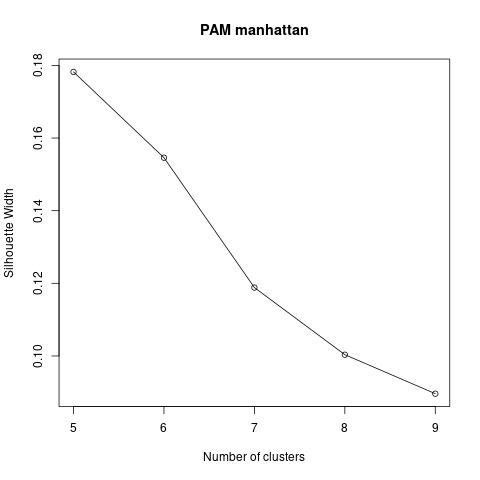 PAM manhattan
Silhouette Width
0.18
0.16
0.14
0.12
0.10
5 6 7 8 9
Number of clusters